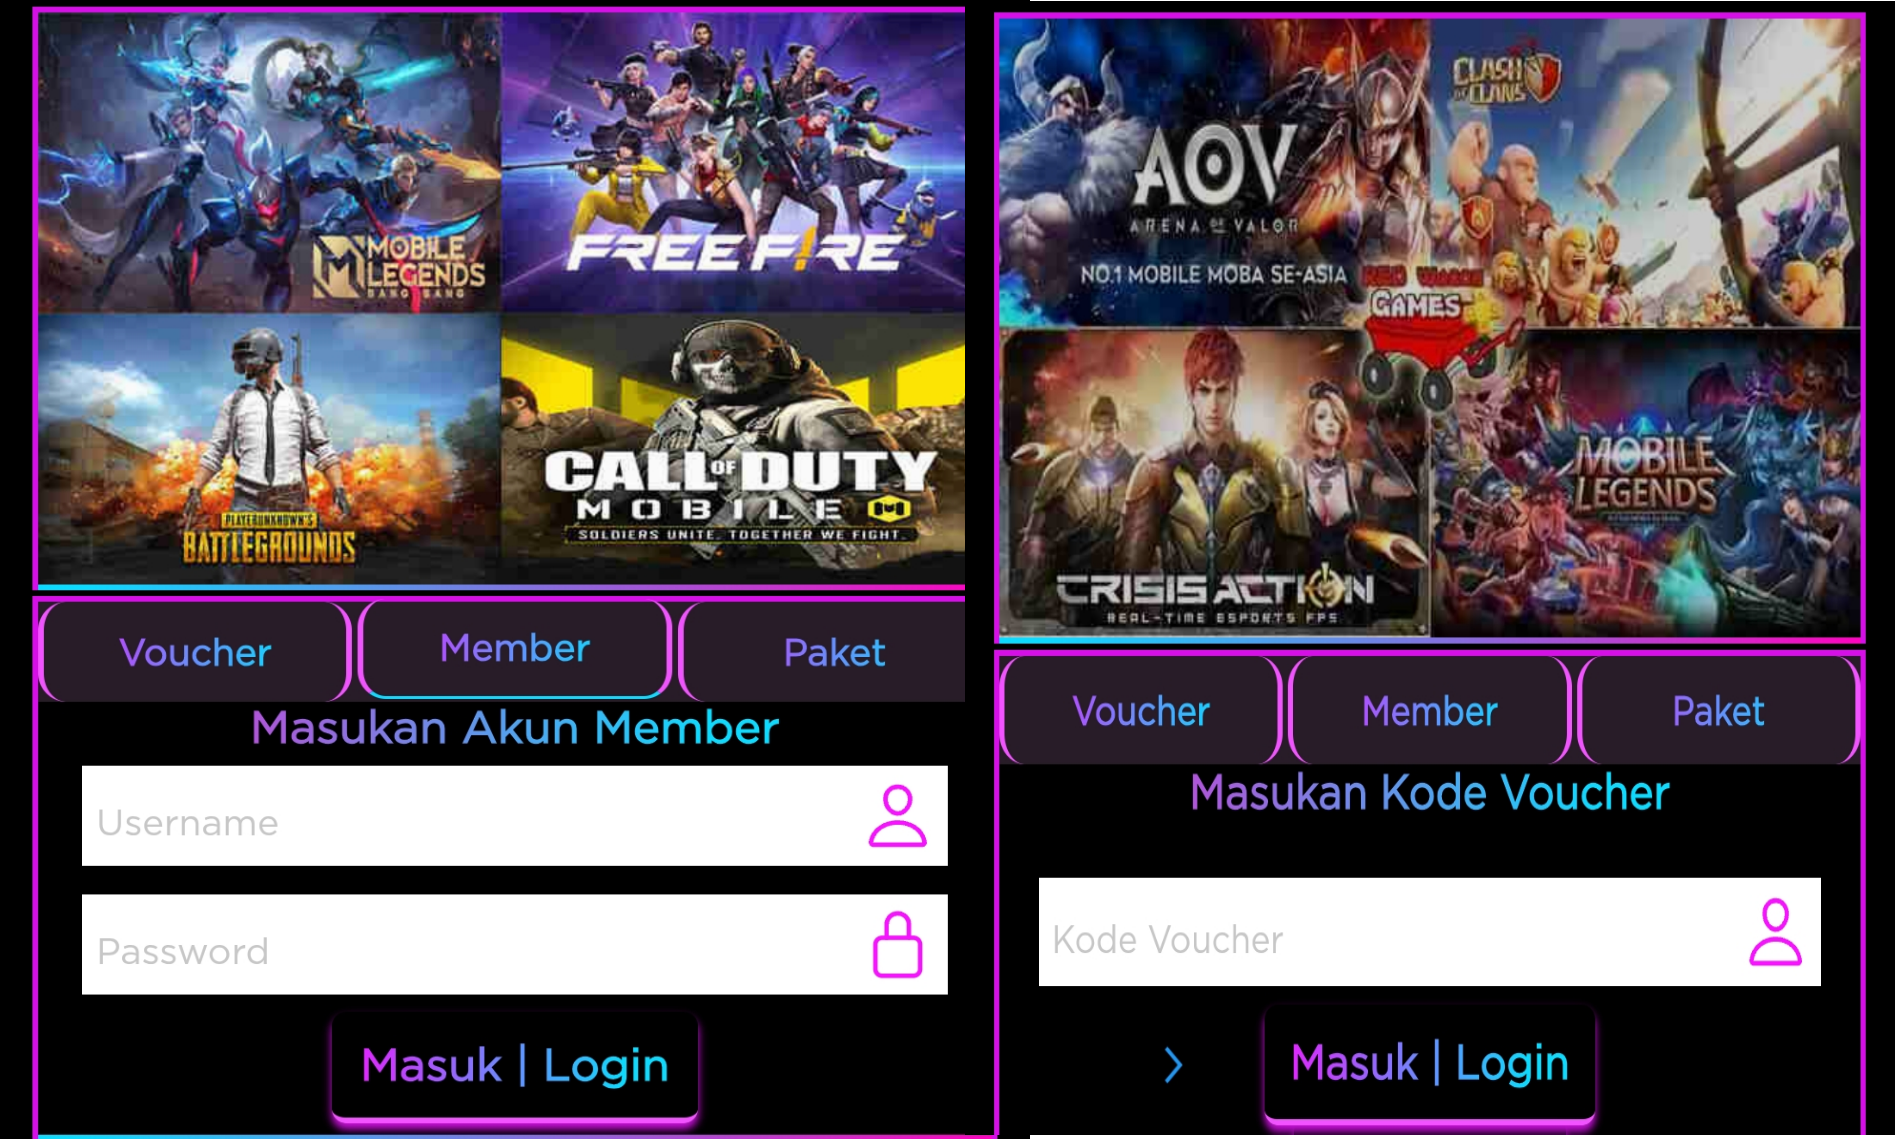 MOBILE
LEGENDS
BANG BANG
FREE FIRE
PLAYERUNKNOWN'S
BATTLEGROUNDS
CALL OF DUTY
MOBILE
SOLDIERS UNITE. TOGETHER WE FIGHT.
Voucher
Member
Paket
Masukan Akun Member
Username
Password
Masuk | Login
AOV
ARENA OF VALOR
NO.1 MOBILE MOBA SE-ASIA
CLASH
OF CLANS
RED WAGON
GAMES
CRISIS ACTION
REAL-TIME ESPORTS FPS
MOBILE
LEGENDS
Voucher
Member
Paket
Masukan Kode Voucher
Kode Voucher
Masuk | Login